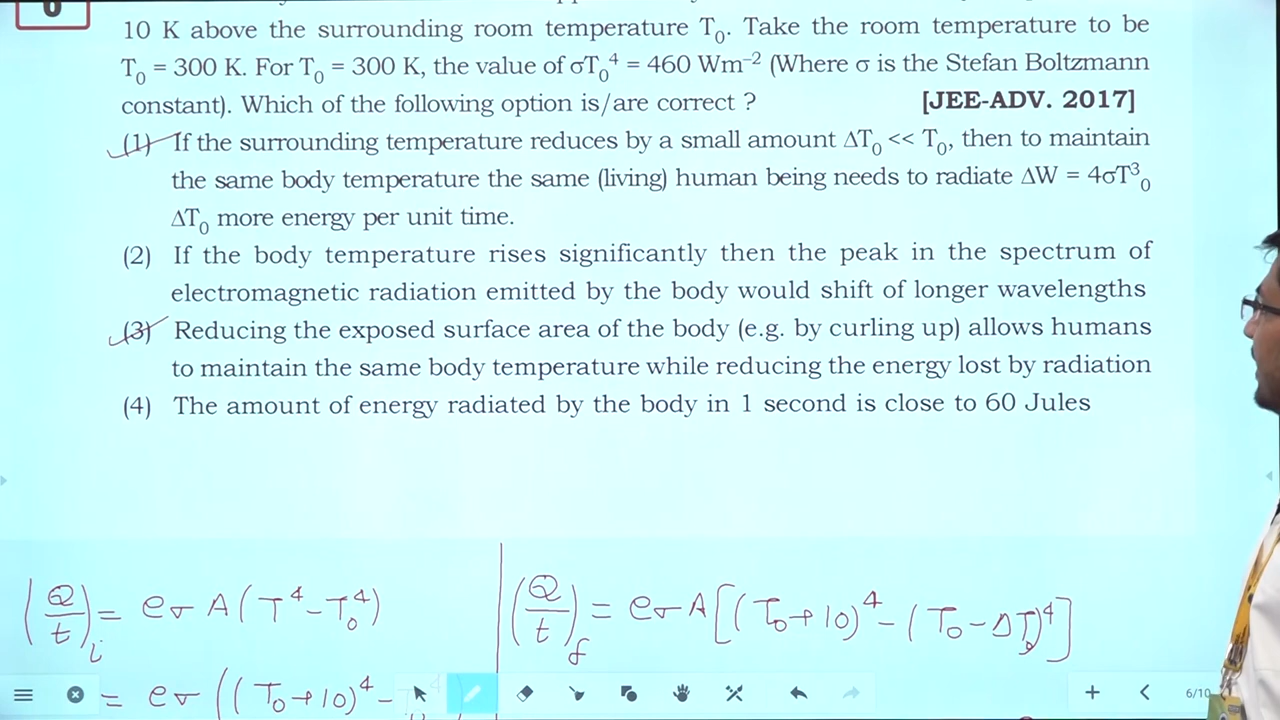 10 K above the surrounding room temperature T₀. Take the room temperature to be
T₀ = 300 K. For T₀ = 300 K, the value of σT₀⁴ = 460 Wm⁻² (Where σ is the Stefan Boltzmann
constant). Which of the following option is/are correct ? [JEE-ADV. 2017]
(1) If the surrounding temperature reduces by a small amount ΔT₀ << T₀, then to maintain
the same body temperature the same (living) human being needs to radiate ΔW = 4σT³₀
ΔT₀ more energy per unit time.
(2) If the body temperature rises significantly then the peak in the spectrum of
electromagnetic radiation emitted by the body would shift of longer wavelengths
(3) Reducing the exposed surface area of the body (e.g. by curling up) allows humans
to maintain the same body temperature while reducing the energy lost by radiation
(4) The amount of energy radiated by the body in 1 second is close to 60 Jules
(Q/t)i = eσA(T⁴-T₀⁴)
(Q/t)f = eσA[(T₀+10)⁴-(T₀-ΔT₀)⁴]
= eσ((T₀+10)⁴-
6/10